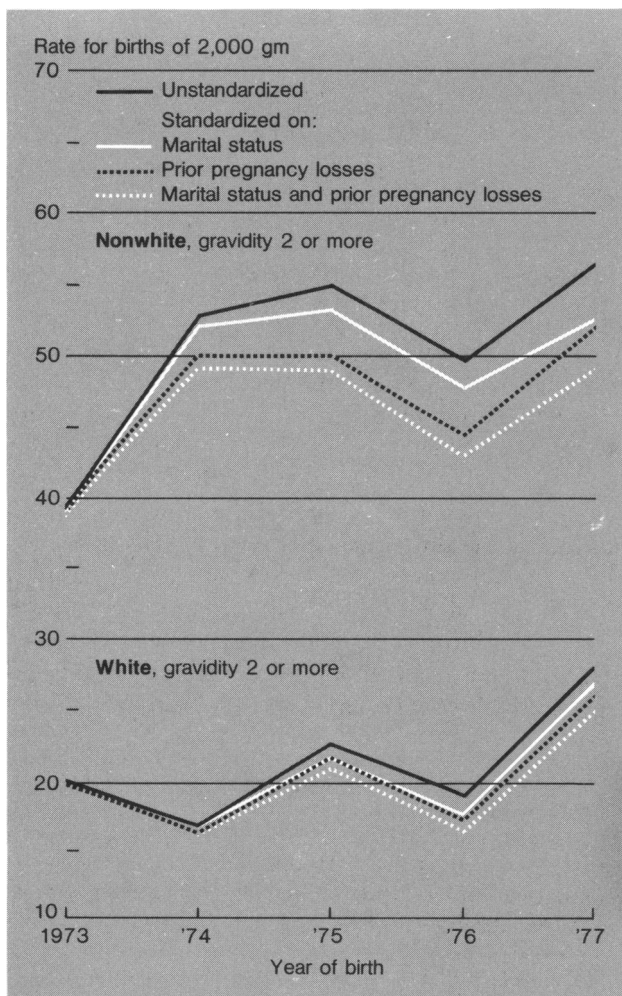 Rate for births of 2,000 gm
70
Unstandardized
Standardized on:
Marital status
Prior pregnancy losses
Marital status and prior pregnancy losses
60
Nonwhite, gravidity 2 or more
50
40
30
White, gravidity 2 or more
20
10
1973 '74 '75 '76 '77
Year of birth